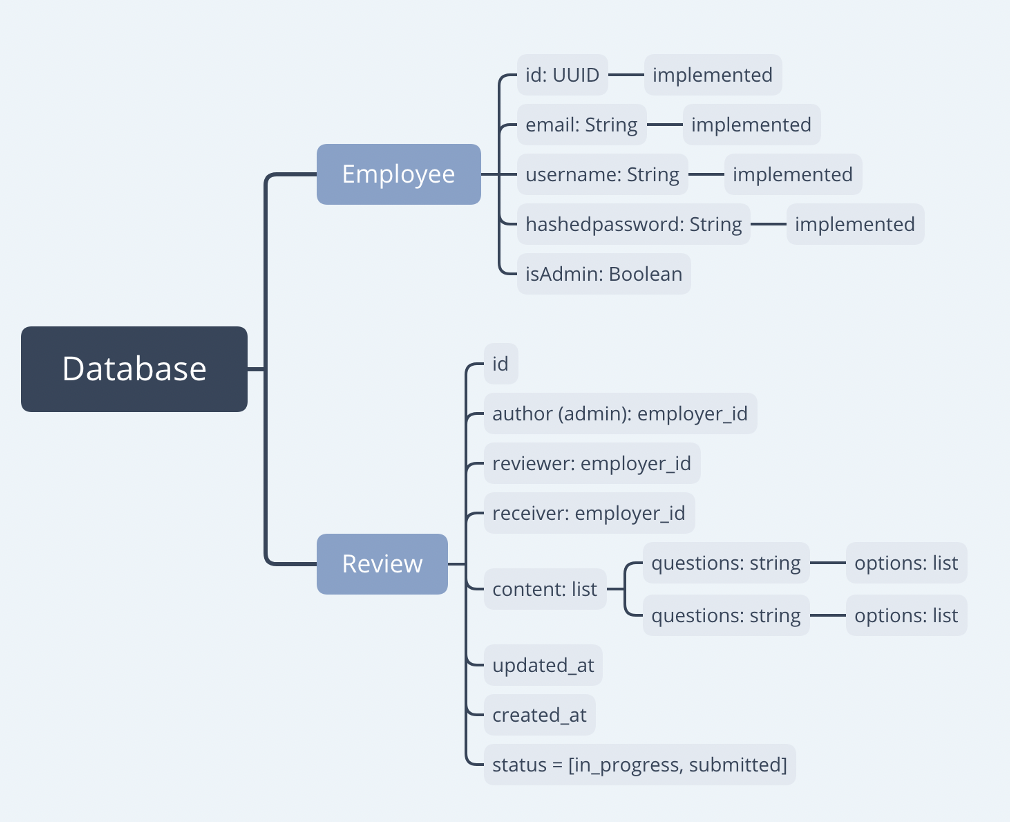 Database
Employee
id: UUID
implemented
email: String
implemented
username: String
implemented
hashedpassword: String
implemented
isAdmin: Boolean
Review
id
author (admin): employer_id
reviewer: employer_id
receiver: employer_id
content: list
questions: string
options: list
questions: string
options: list
updated_at
created_at
status = [in_progress, submitted]